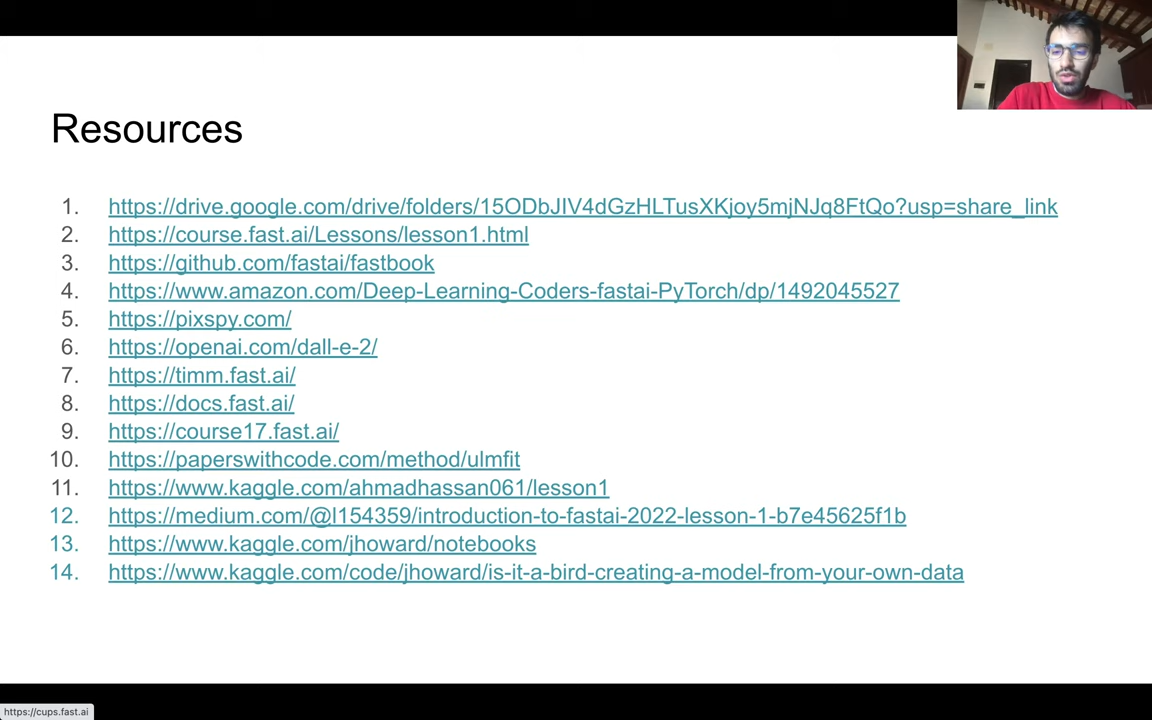 Resources
1. https://drive.google.com/drive/folders/15ODbJIV4dGzHLTusXKjoy5mjNJq8FtQo?usp=share_link
2. https://course.fast.ai/Lessons/lesson1.html
3. https://github.com/fastai/fastbook
4. https://www.amazon.com/Deep-Learning-Coders-fastai-PyTorch/dp/1492045527
5. https://pixspy.com/
6. https://openai.com/dall-e-2/
7. https://timm.fast.ai/
8. https://docs.fast.ai/
9. https://course17.fast.ai/
10. https://paperswithcode.com/method/ulmfit
11. https://www.kaggle.com/ahmadhassan061/lesson1
12. https://medium.com/@l154359/introduction-to-fastai-2022-lesson-1-b7e45625f1b
13. https://www.kaggle.com/jhoward/notebooks
14. https://www.kaggle.com/code/jhoward/is-it-a-bird-creating-a-model-from-your-own-data
https://cups.fast.ai